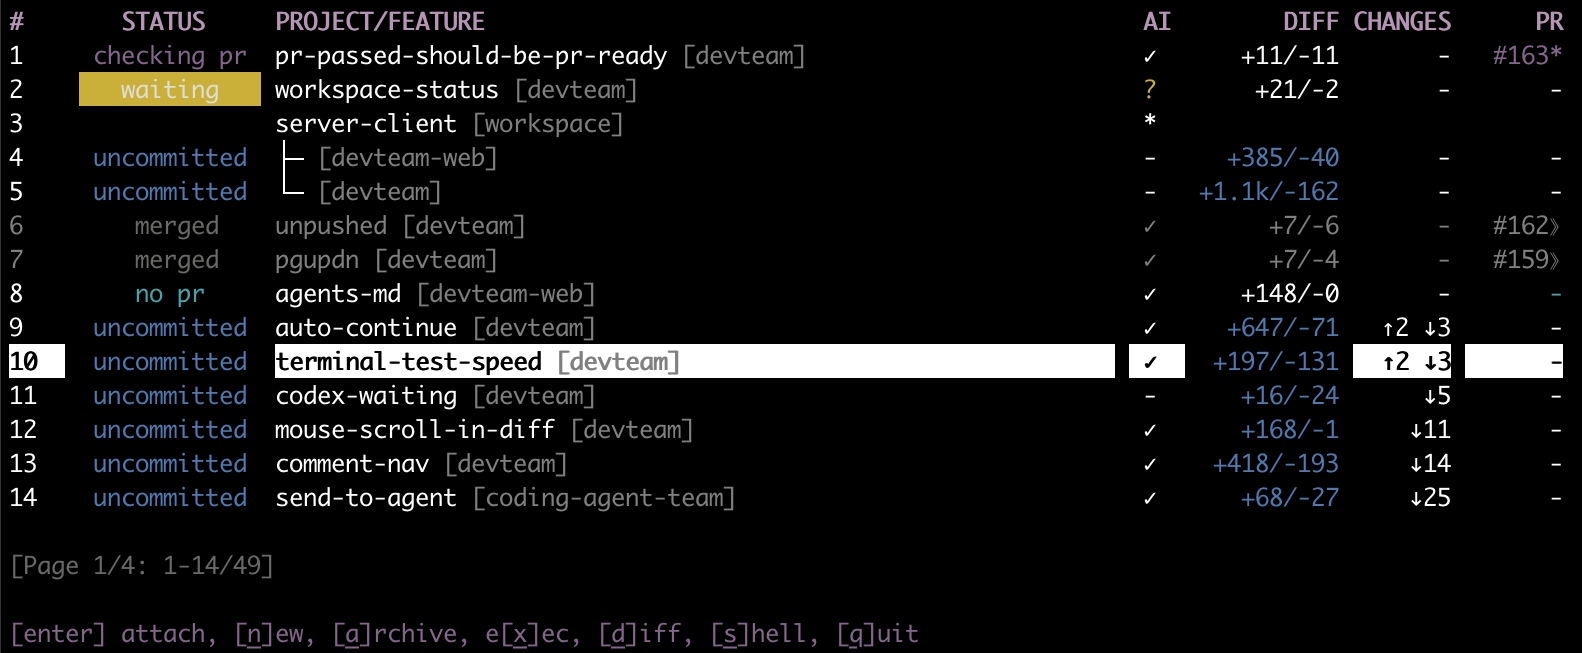 # STATUS PROJECT/FEATURE AI DIFF CHANGES PR
1 checking pr pr-passed-should-be-pr-ready [devteam] ✓ +11/-11 - #163*
2 waiting workspace-status [devteam] ? +21/-2 - -
3 server-client [workspace] *
4 uncommitted ├─ [devteam-web] - +385/-40 - -
5 uncommitted └─ [devteam] - +1.1k/-162 - -
6 merged unpushed [devteam] ✓ +7/-6 - #162⟫
7 merged pgupdn [devteam] ✓ +7/-4 - #159⟫
8 no pr agents-md [devteam-web] ✓ +148/-0 - -
9 uncommitted auto-continue [devteam] ✓ +647/-71 ↑2 ↓3 -
10 uncommitted terminal-test-speed [devteam] ✓ +197/-131 ↑2 ↓3 -
11 uncommitted codex-waiting [devteam] - +16/-24 ↓5 -
12 uncommitted mouse-scroll-in-diff [devteam] ✓ +168/-1 ↓11 -
13 uncommitted comment-nav [devteam] ✓ +418/-193 ↓14 -
14 uncommitted send-to-agent [coding-agent-team] ✓ +68/-27 ↓25 -
[Page 1/4: 1-14/49]
[enter] attach, [n]ew, [a]rchive, e[x]ec, [d]iff, [s]hell, [q]uit